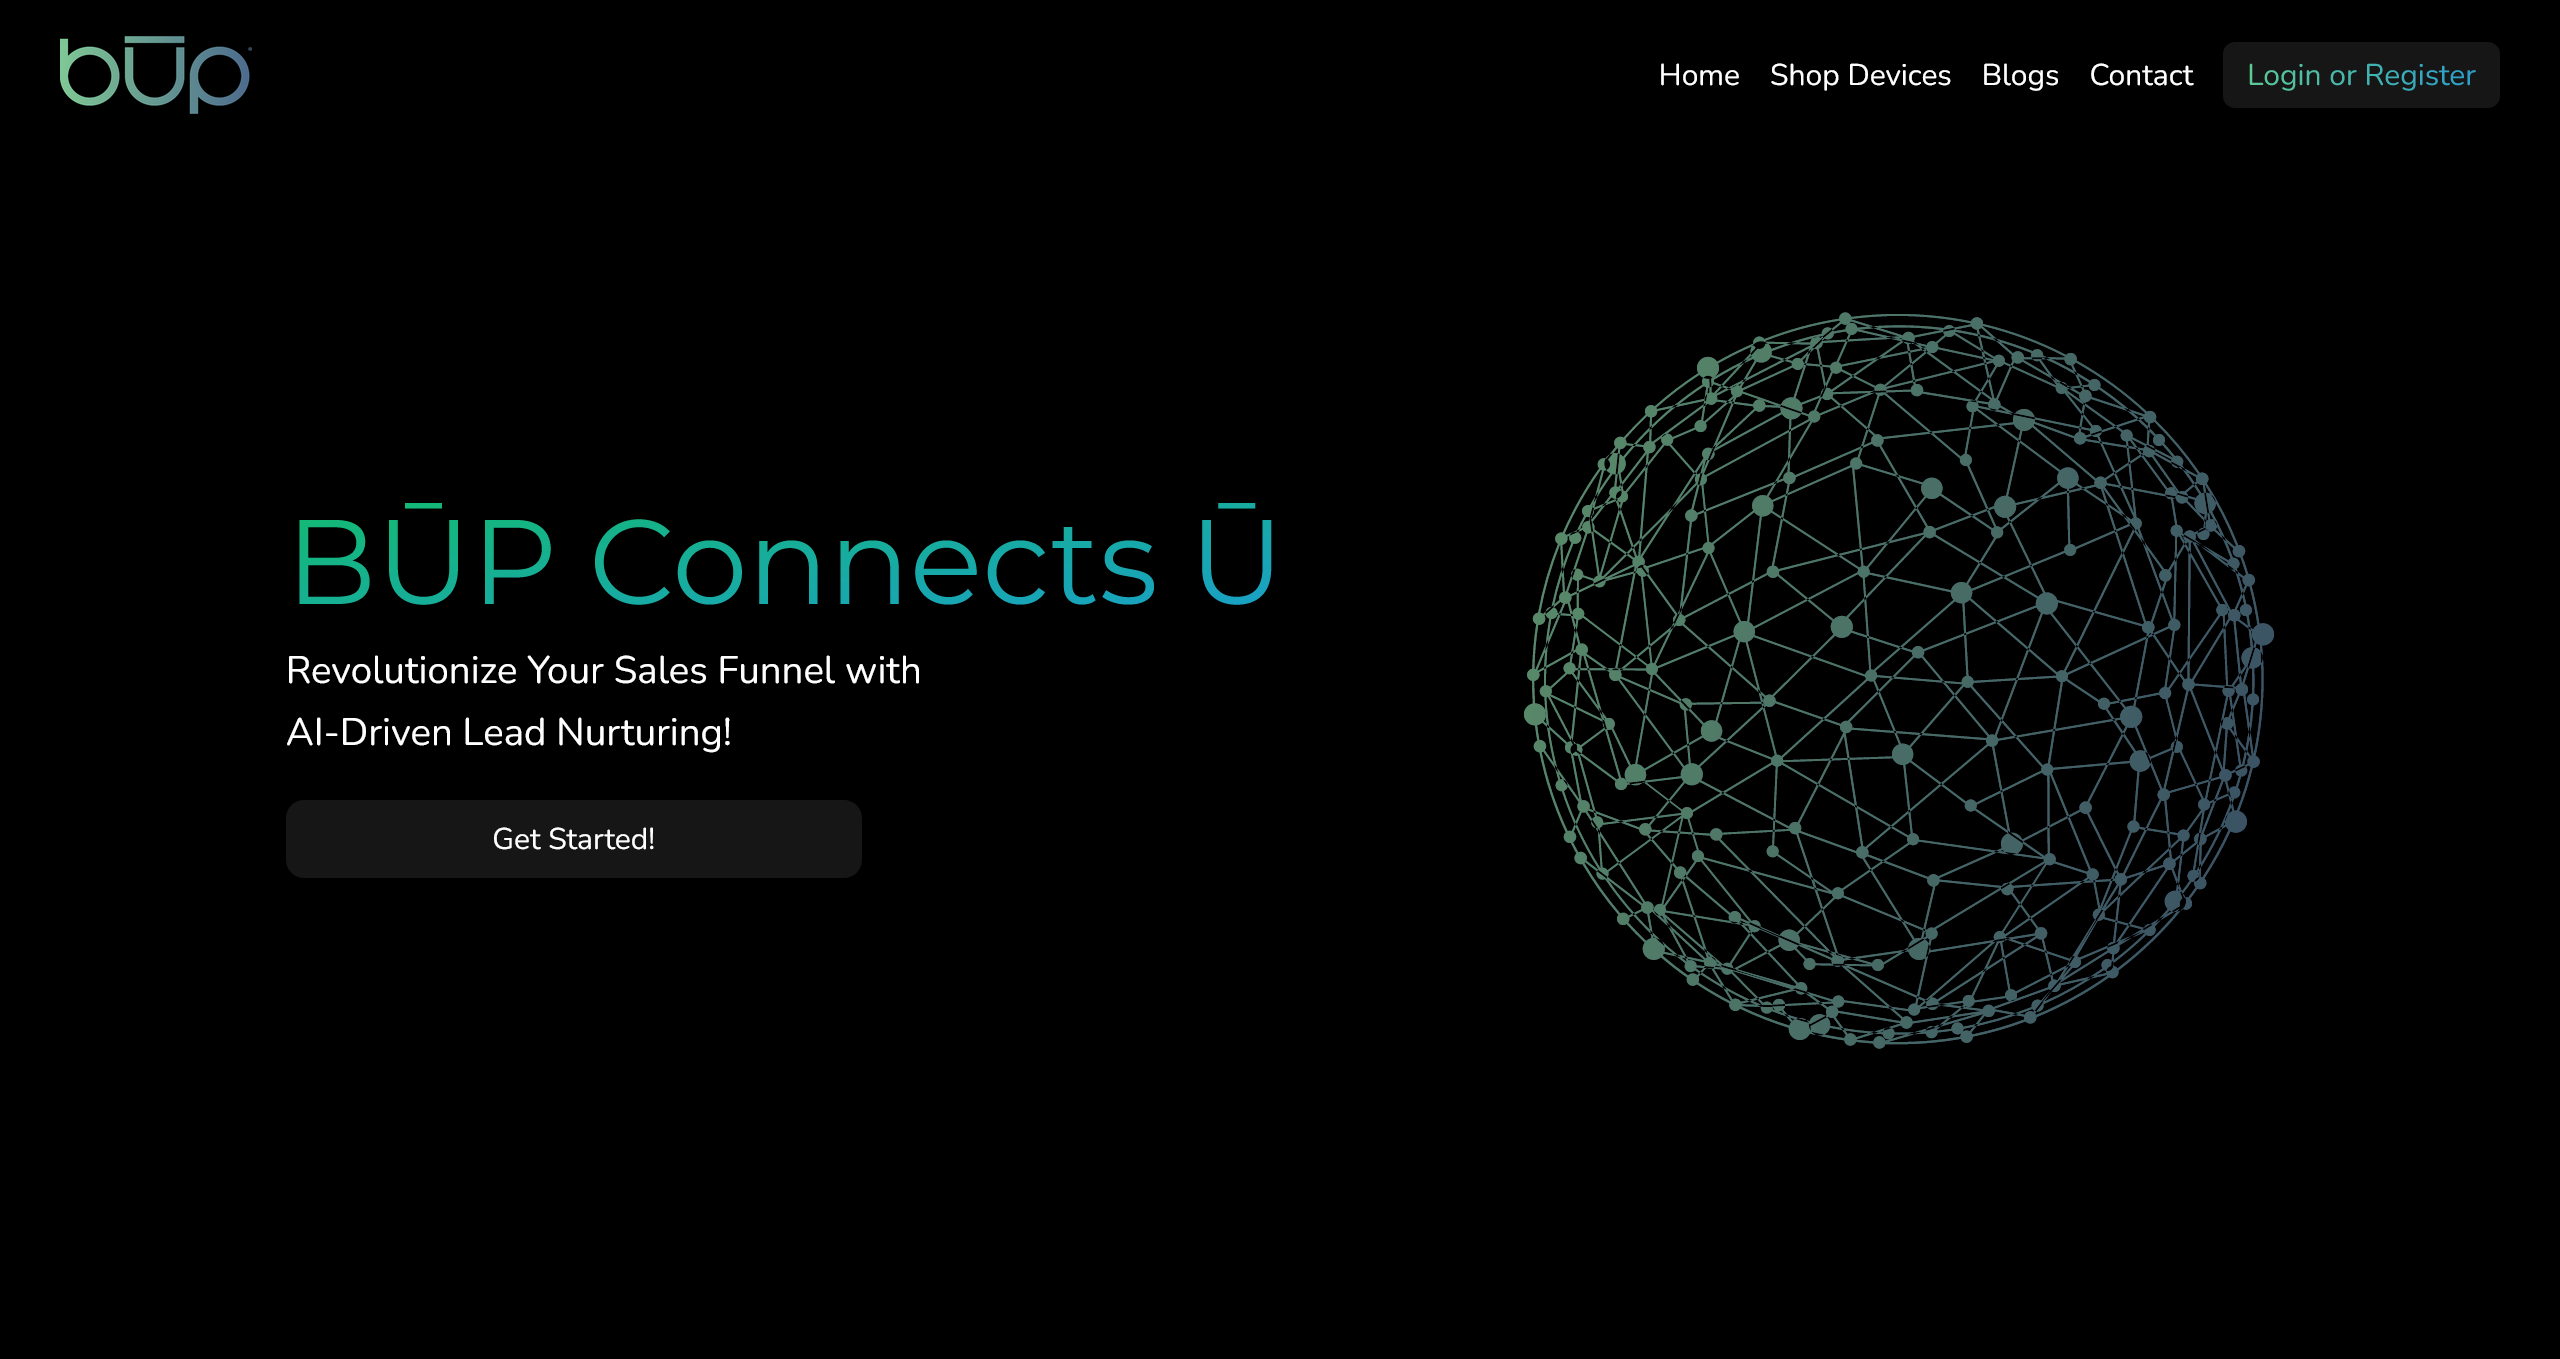 būp
Home Shop Devices Blogs Contact Login or Register
BŪP Connects Ū
Revolutionize Your Sales Funnel with
AI-Driven Lead Nurturing!
Get Started!